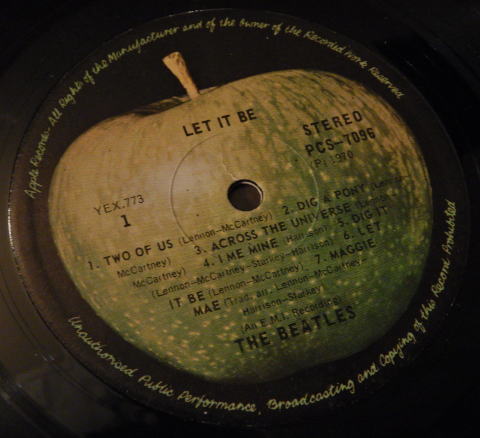 Apple Records. All Rights of the Manufacturer and of the owner of the Recorded Work Reserved
LET IT BE
STEREO
PCS-7096
(P) 1970
YEX.773
1
1. TWO OF US (Lennon–McCartney) 2. DIG A PONY (Lennon–
McCartney) 3. ACROSS THE UNIVERSE (Lennon–
McCartney) 4. I ME MINE (Harrison) 5. DIG IT
(Lennon–McCartney–Starkey–Harrison) 6. LET
IT BE (Lennon–McCartney) 7. MAGGIE
MAE (Trad. arr. Lennon–McCartney–
Harrison–Starkey)
(An E.M.I. Recording)
THE BEATLES
Unauthorised Public Performance, Broadcasting and Copying of this Record Prohibited